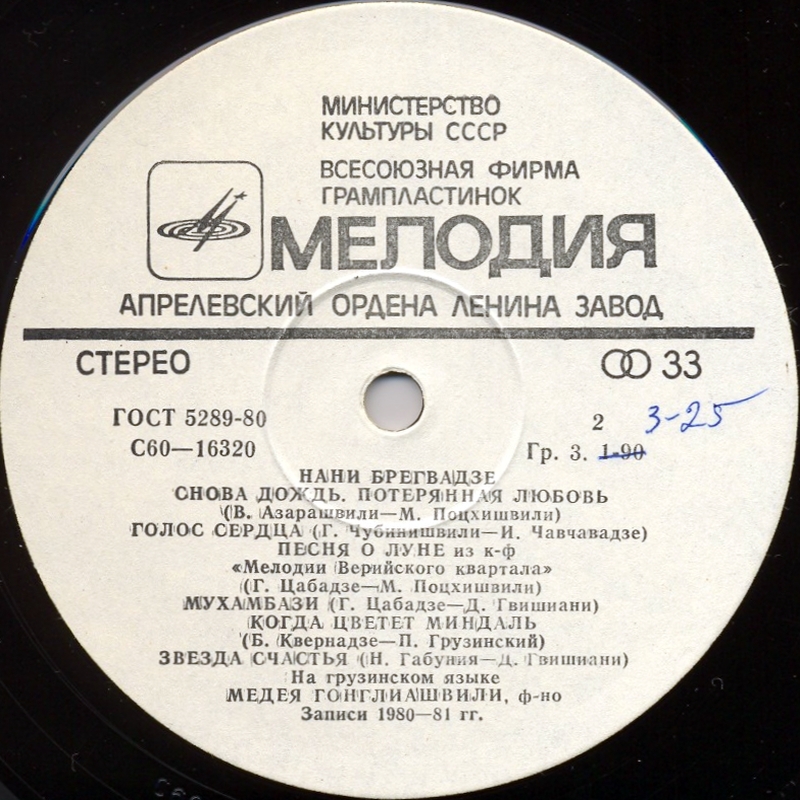 МИНИСТЕРСТВО
КУЛЬТУРЫ СССР
ВСЕСОЮЗНАЯ ФИРМА
ГРАМПЛАСТИНОК
МЕЛОДИЯ
АПРЕЛЕВСКИЙ ОРДЕНА ЛЕНИНА ЗАВОД
СТЕРЕО 33
ГОСТ 5289-80 2 3-25
С60—16320 Гр. 3. 1-90
НАНИ БРЕГВАДЗЕ
СНОВА ДОЖДЬ. ПОТЕРЯННАЯ ЛЮБОВЬ
(В. Азарашвили—М. Поцхишвили)
ГОЛОС СЕРДЦА (Г. Чубинишвили—И. Чавчавадзе)
ПЕСНЯ О ЛУНЕ из к-ф
«Мелодии Верийского квартала»
(Г. Цабадзе—М. Поцхишвили)
МУХАМБАЗИ (Г. Цабадзе—Д. Гвишиани)
КОГДА ЦВЕТЕТ МИНДАЛЬ
(Б. Квернадзе—П. Грузинский)
ЗВЕЗДА СЧАСТЬЯ (Н. Габуния—Д. Гвишиани)
На грузинском языке
МЕДЕЯ ГОНГЛИАШВИЛИ, ф-но
Записи 1980—81 гг.